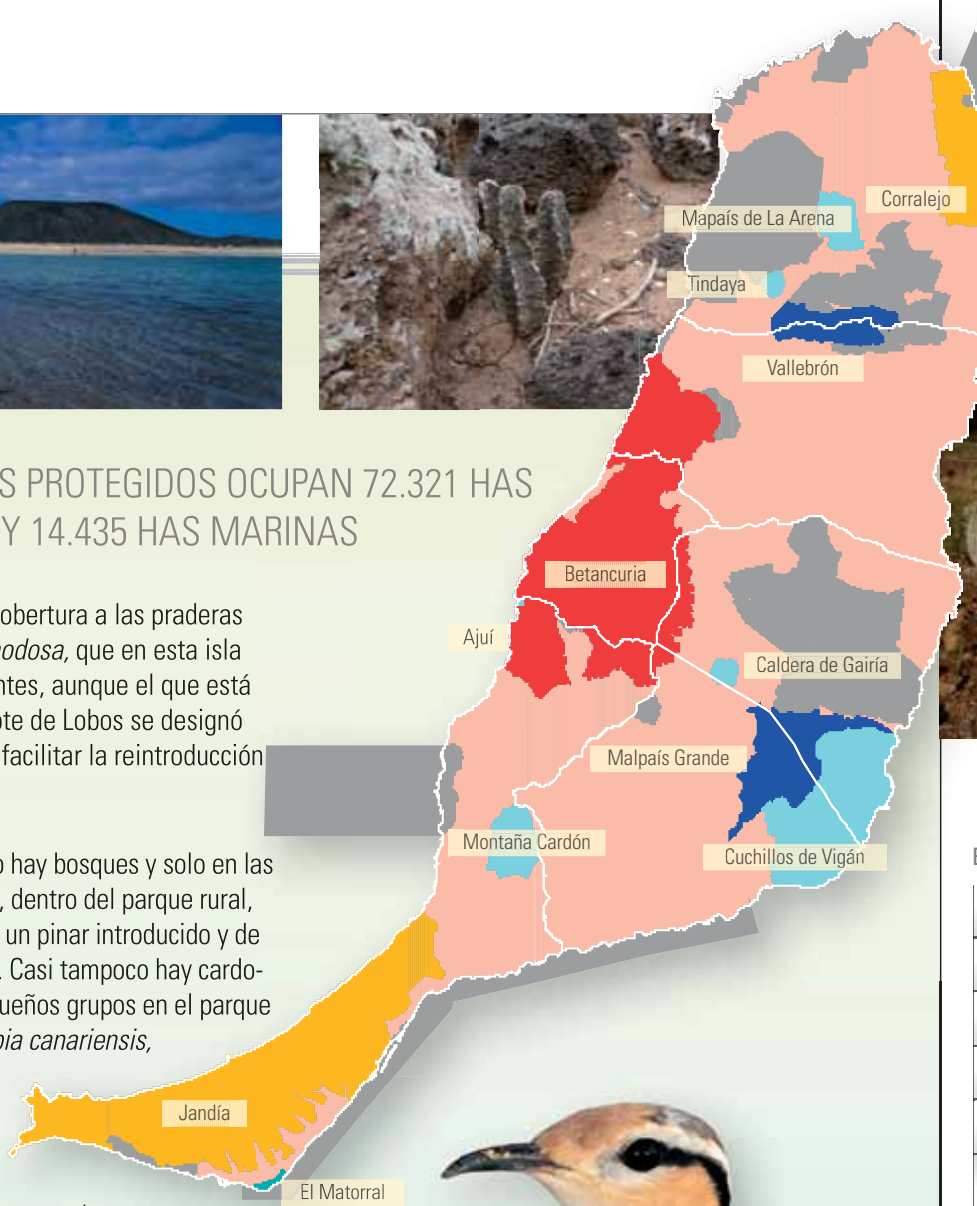 S PROTEGIDOS OCUPAN 72.321 HAS
Y 14.435 HAS MARINAS
obertura a las praderas
odosa, que en esta isla
ntes, aunque el que está
ote de Lobos se designó
facilitar la reintroducción
o hay bosques y solo en las
, dentro del parque rural,
un pinar introducido y de
. Casi tampoco hay cardo-
ueños grupos en el parque
bia canariensis,
Corralejo
Mapaís de La Arena
Tindaya
Vallebrón
Betancuria
Ajuí
Caldera de Gairía
Malpaís Grande
Montaña Cardón
Cuchillos de Vigán
Jandía
El Matorral